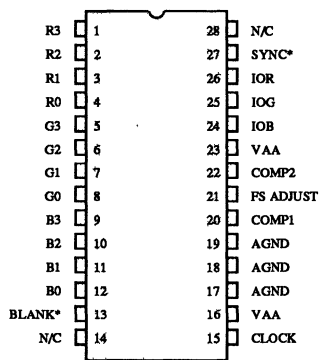 R3 1 28 N/C
R2 2 27 SYNC*
R1 3 26 IOR
R0 4 25 IOG
G3 5 24 IOB
G2 6 23 VAA
G1 7 22 COMP2
G0 8 21 FS ADJUST
B3 9 20 COMP1
B2 10 19 AGND
B1 11 18 AGND
B0 12 17 AGND
BLANK* 13 16 VAA
N/C 14 15 CLOCK